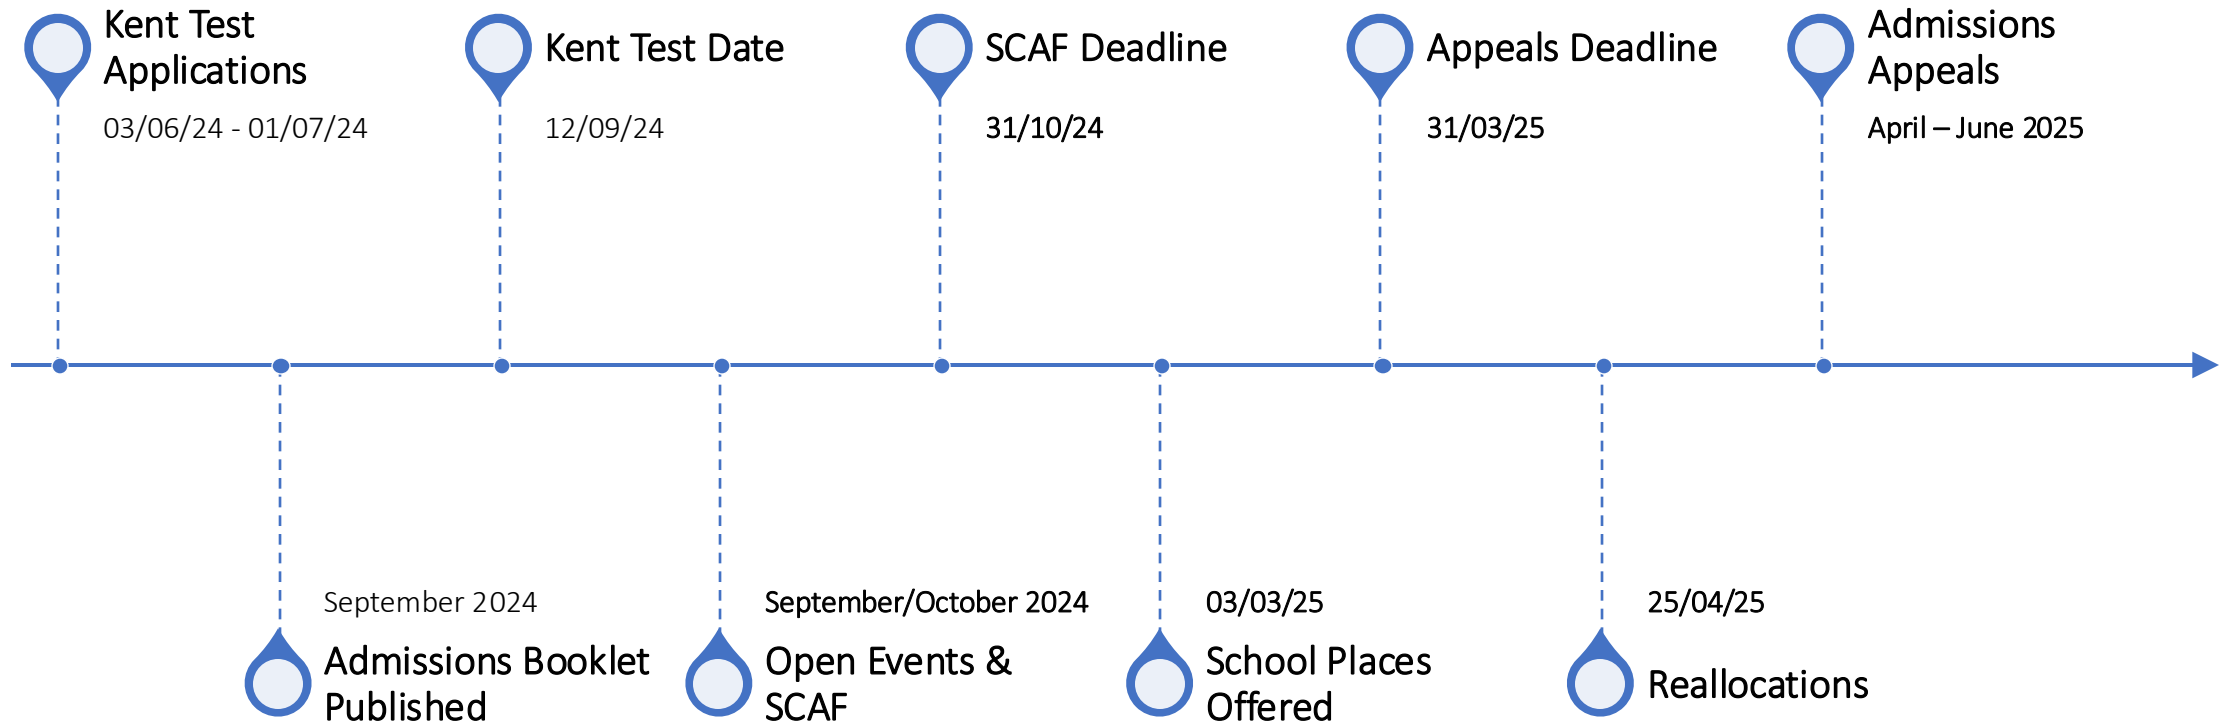 Kent Test
Applications
03/06/24 - 01/07/24
Kent Test Date
12/09/24
SCAF Deadline
31/10/24
Appeals Deadline
31/03/25
Admissions
Appeals
April – June 2025
September 2024
Admissions Booklet
Published
September/October 2024
Open Events &
SCAF
03/03/25
School Places
Offered
25/04/25
Reallocations